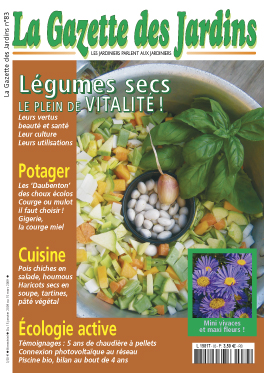 La Gazette des Jardins
LES JARDINIERS PARLENT AUX JARDINIERS
La Gazette des Jardins n°83
Légumes secs
LE PLEIN DE VITALITÉ !
Leurs vertus
beauté et santé
Leur culture
Leurs utilisations
Potager
Les 'Daubenton'
des choux écolos
Courge ou mulot
il faut choisir !
Gigerie,
la courge miel
Cuisine
Pois chiches en
salade, houmous
Haricots secs en
soupe, tartines,
pâté végétal
Écologie active
Témoignages : 5 ans de chaudière à pellets
Connexion photovoltaïque au réseau
Piscine bio, bilan au bout de 4 ans
Mini vivaces
et maxi fleurs !